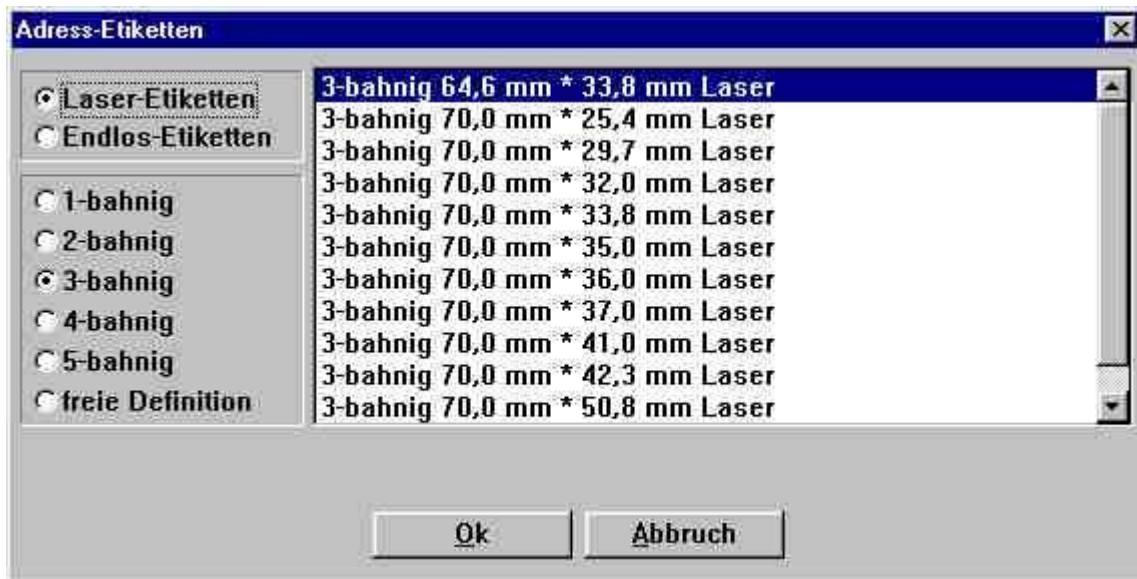 Adress-Etiketten
Laser-Etiketten
Endlos-Etiketten
1-bahnig
2-bahnig
3-bahnig
4-bahnig
5-bahnig
freie Definition
3-bahnig 64,6 mm * 33,8 mm Laser
3-bahnig 70,0 mm * 25,4 mm Laser
3-bahnig 70,0 mm * 29,7 mm Laser
3-bahnig 70,0 mm * 32,0 mm Laser
3-bahnig 70,0 mm * 33,8 mm Laser
3-bahnig 70,0 mm * 35,0 mm Laser
3-bahnig 70,0 mm * 36,0 mm Laser
3-bahnig 70,0 mm * 37,0 mm Laser
3-bahnig 70,0 mm * 41,0 mm Laser
3-bahnig 70,0 mm * 42,3 mm Laser
3-bahnig 70,0 mm * 50,8 mm Laser
Ok
Abbruch